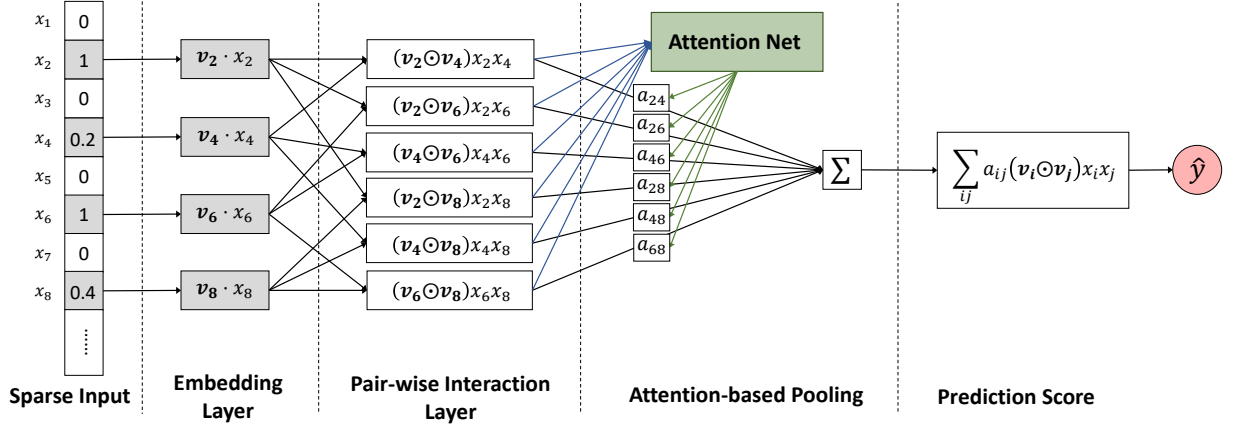 x₁ 0
x₂ 1
x₃ 0
x₄ 0.2
x₅ 0
x₆ 1
x₇ 0
x₈ 0.4
......
Sparse Input
v₂ · x₂
v₄ · x₄
v₆ · x₆
v₈ · x₈
Embedding
Layer
(v₂⊙v₄)x₂x₄
(v₂⊙v₆)x₂x₆
(v₄⊙v₆)x₄x₆
(v₂⊙v₈)x₂x₈
(v₄⊙v₈)x₄x₈
(v₆⊙v₈)x₆x₈
Pair-wise Interaction
Layer
Attention Net
a₂₄
a₂₆
a₄₆
a₂₈
a₄₈
a₆₈
∑
Attention-based Pooling
∑ᵢⱼ aᵢⱼ(vᵢ⊙vⱼ)xᵢxⱼ
Prediction Score
ŷ